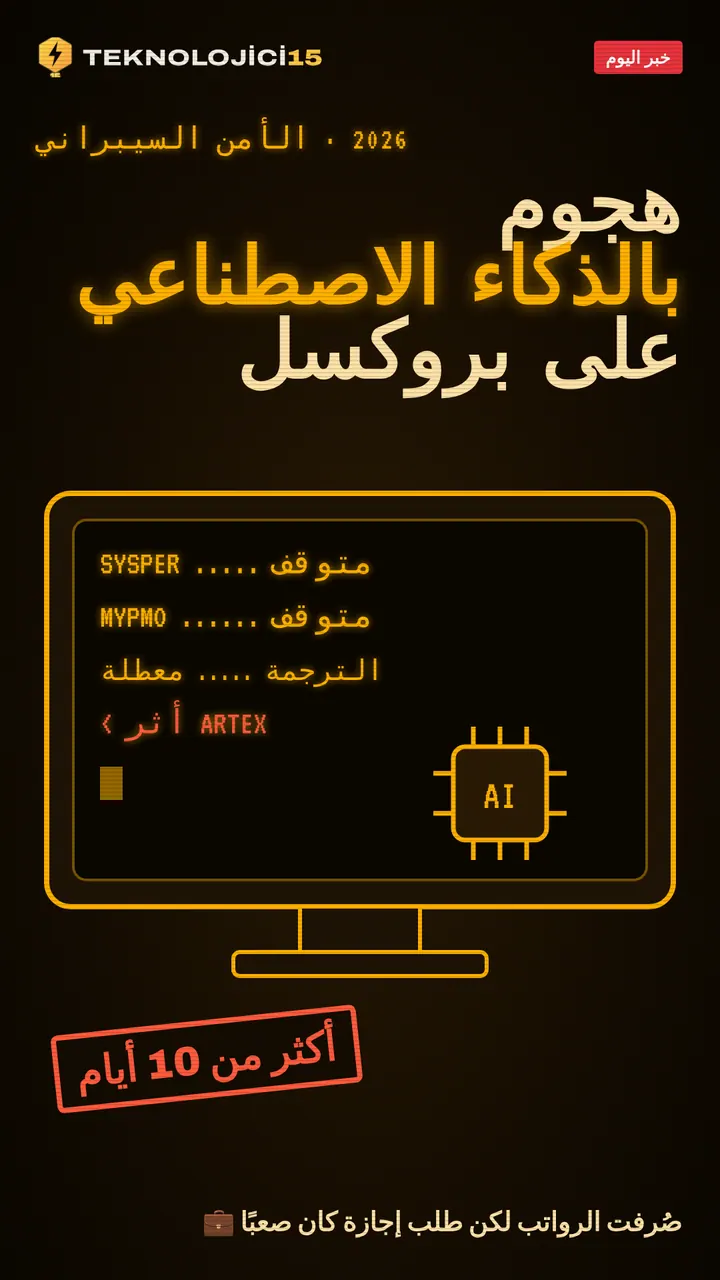 TEKNOLOJİCİ15
خبر اليوم
2026 · الأمن السيبراني
هجوم
بالذكاء الاصطناعي
على بروكسل
SYSPER ..... متوقف
MYPMO ...... متوقف
الترجمة ..... معطلة
› أثر ARTEX
AI
أكثر من 10 أيام
صُرفت الرواتب لكن طلب إجازة كان صعبًا 💼